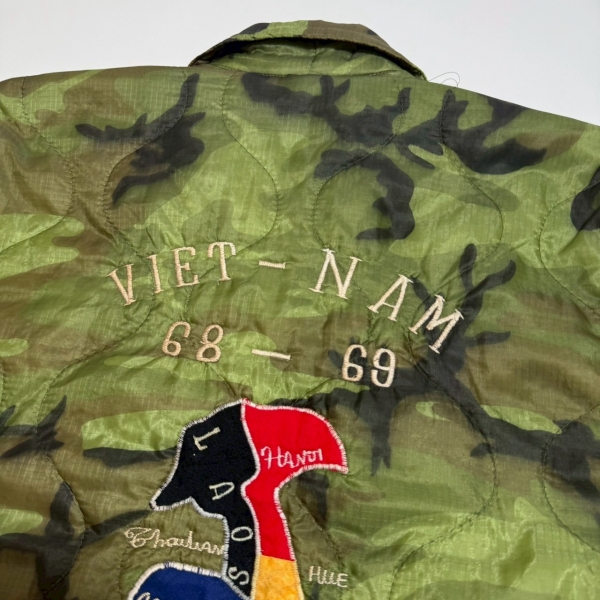 VIET-NAM
68-69
HANOI
LAOS
HUE